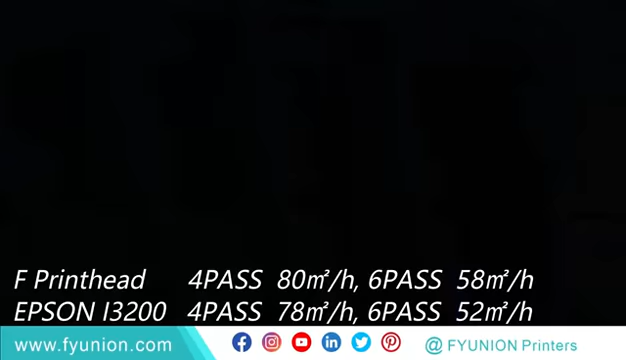 F Printhead 4PASS 80㎡/h, 6PASS 58㎡/h
EPSON I3200 4PASS 78㎡/h, 6PASS 52㎡/h
www.fyunion.com @ FYUNION Printers